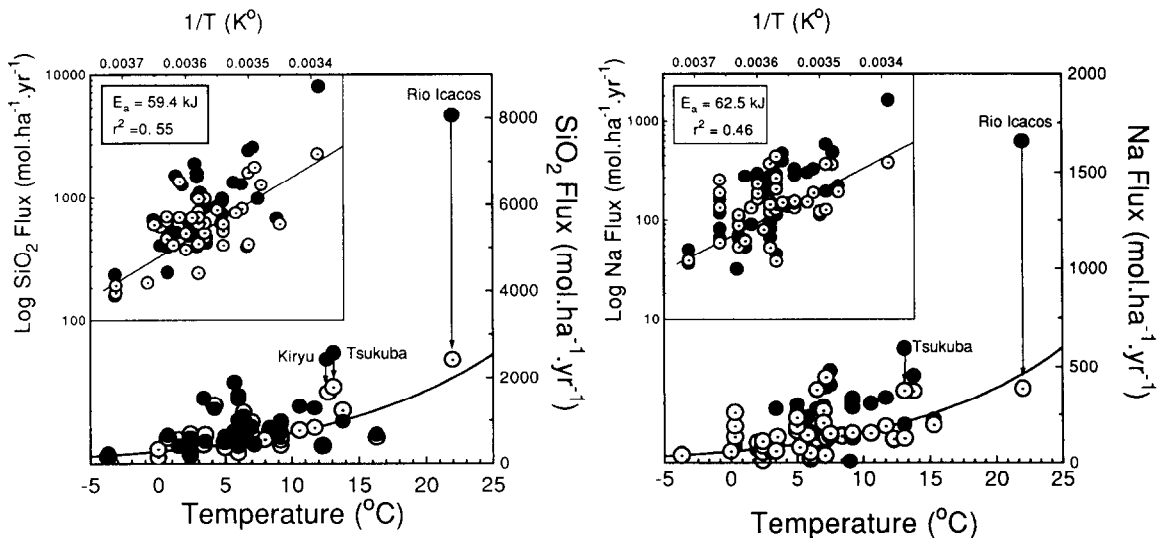 1/T (K°)
0.0037 0.0036 0.0035 0.0034
10000
1000
100
Log SiO₂ Flux (mol.ha⁻¹.yr⁻¹)
Eₐ = 59.4 kJ
r² = 0.55
Rio Icacos
Kiryu
Tsukuba
8000
6000
4000
2000
0
SiO₂ Flux (mol.ha⁻¹.yr⁻¹)
-5 0 5 10 15 20 25
Temperature (°C)
1/T (K°)
0.0037 0.0036 0.0035 0.0034
1000
100
10
Log Na Flux (mol.ha⁻¹.yr⁻¹)
Eₐ = 62.5 kJ
r² = 0.46
Rio Icacos
Tsukuba
2000
1500
1000
500
0
Na Flux (mol.ha⁻¹.yr⁻¹)
-5 0 5 10 15 20 25
Temperature (°C)